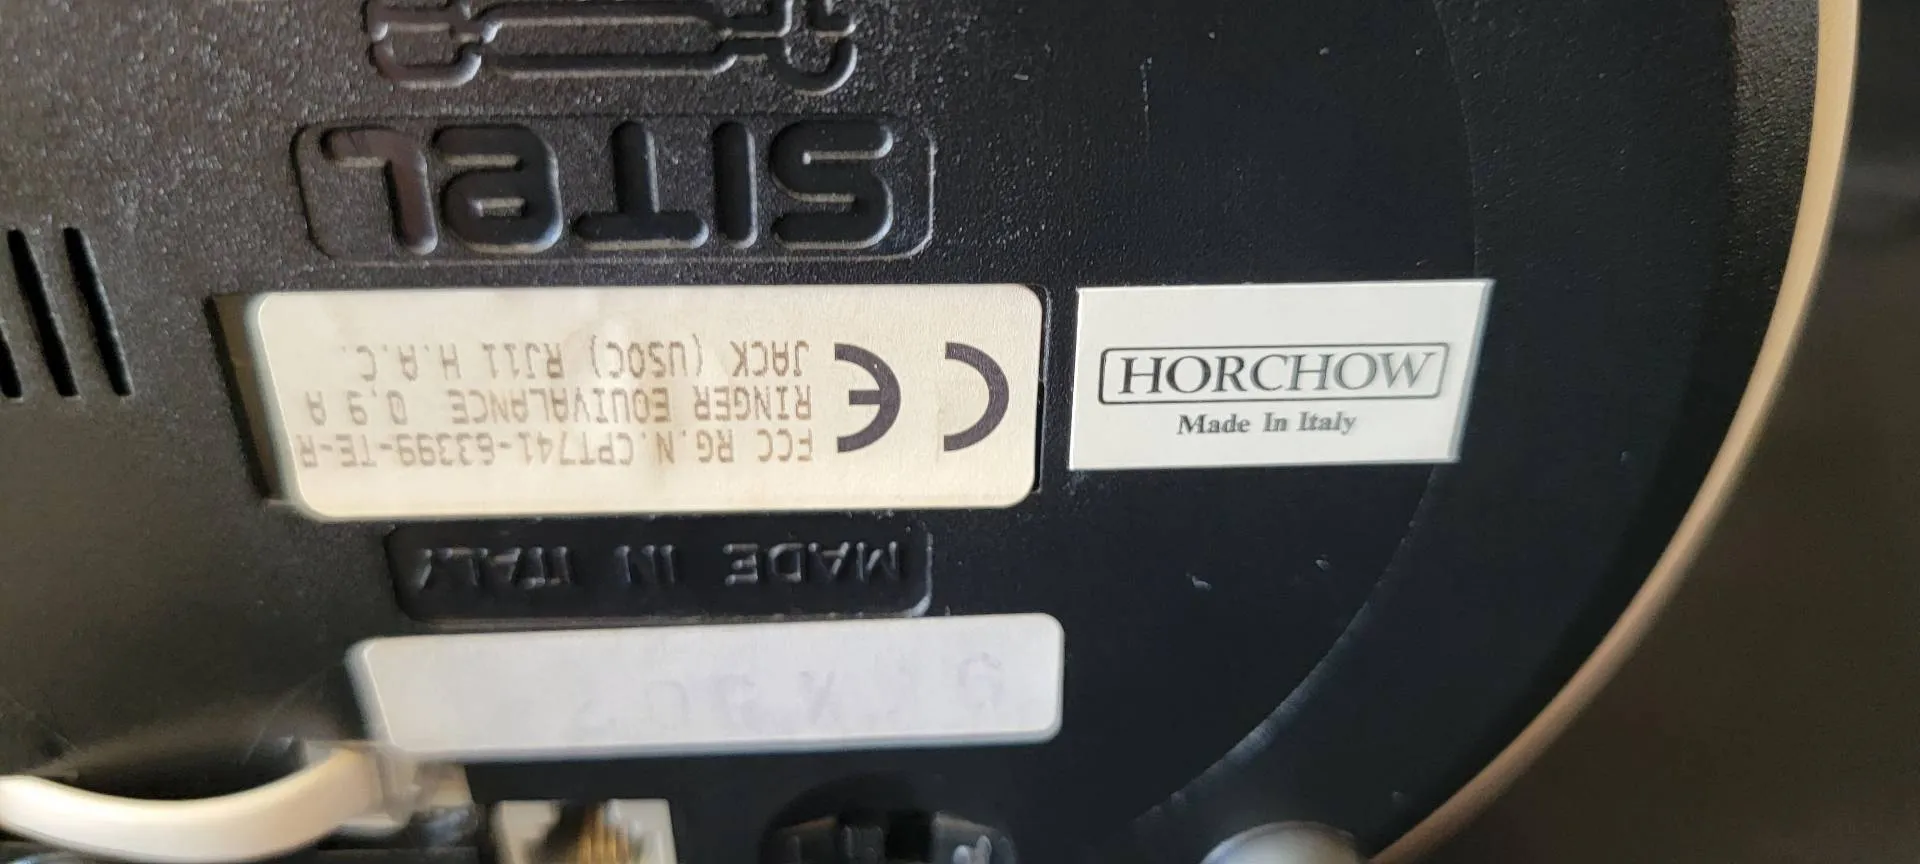 SITEL
FCC RG.N.CPT741-63399-TE-R
RINGER EQUIVALANCE 0,9 A
JACK (USOC) RJ11 H.A.C.
CE
HORCHOW
Made In Italy
MADE IN ITALY